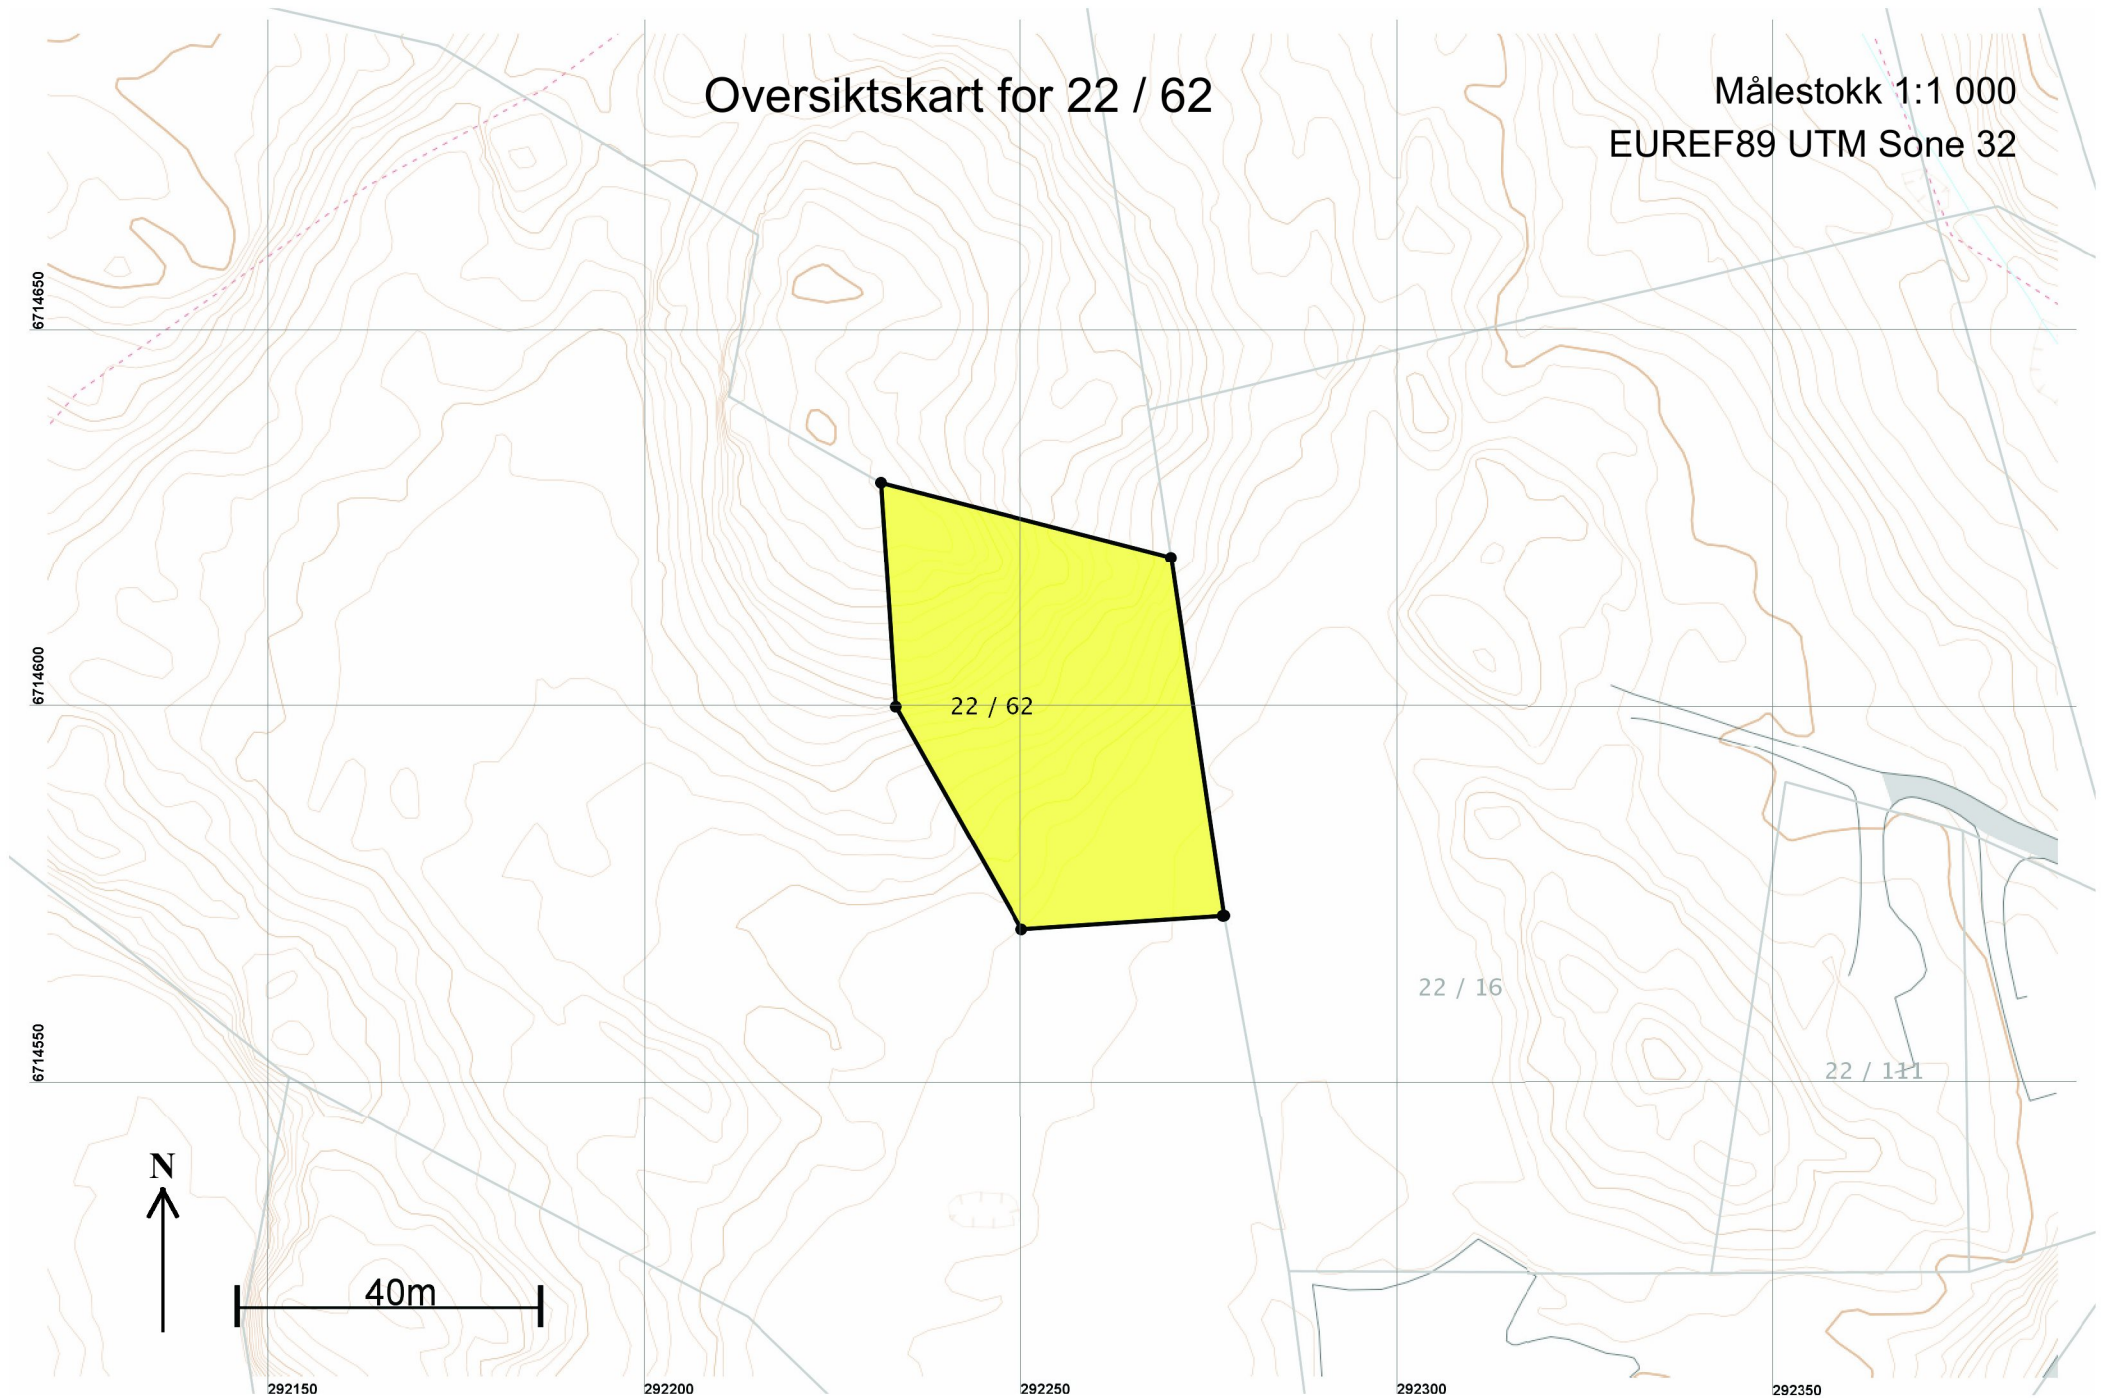 Oversiktskart for 22 / 62
Målestokk 1:1 000
EUREF89 UTM Sone 32
6714650
6714600
22 / 62
22 / 16
6714550
22 / 111
N
40m
292150
292200
292250
292300
292350